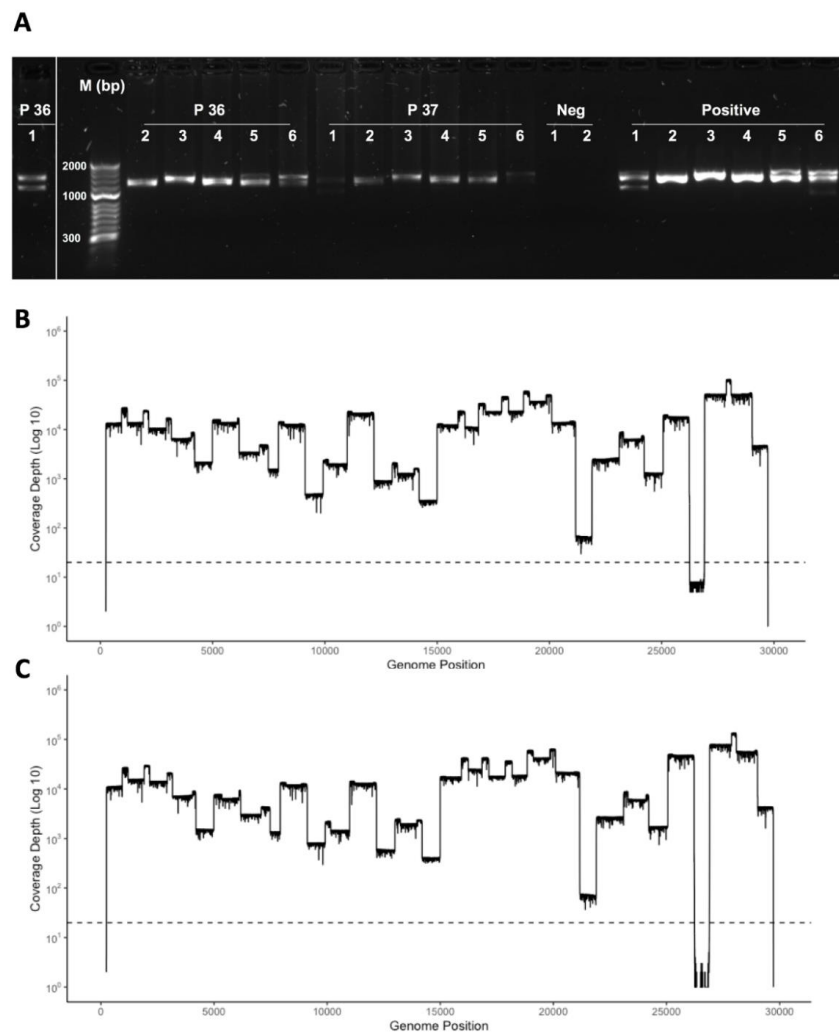 A
M (bp)
P 36 P 36 P 37 Neg Positive
1 2 3 4 5 6 1 2 3 4 5 6 1 2 1 2 3 4 5 6
2000
1000
300
B
10⁶
10⁵
10⁴
10³
10²
10¹
10⁰
Coverage Depth (Log 10)
0 5000 10000 15000 20000 25000 30000
Genome Position
C
10⁶
10⁵
10⁴
10³
10²
10¹
10⁰
Coverage Depth (Log 10)
0 5000 10000 15000 20000 25000 30000
Genome Position